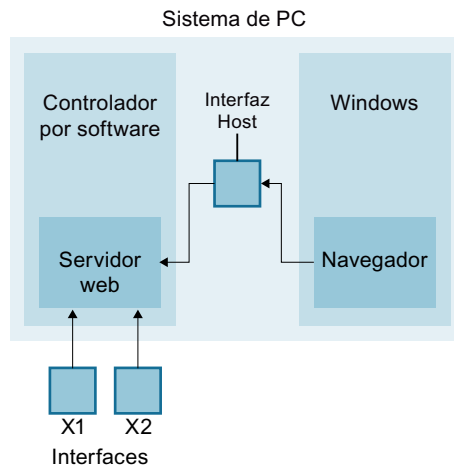 Sistema de PC
Controlador
por software
Interfaz
Host
Windows
Servidor
web
Navegador
X1
X2
Interfaces